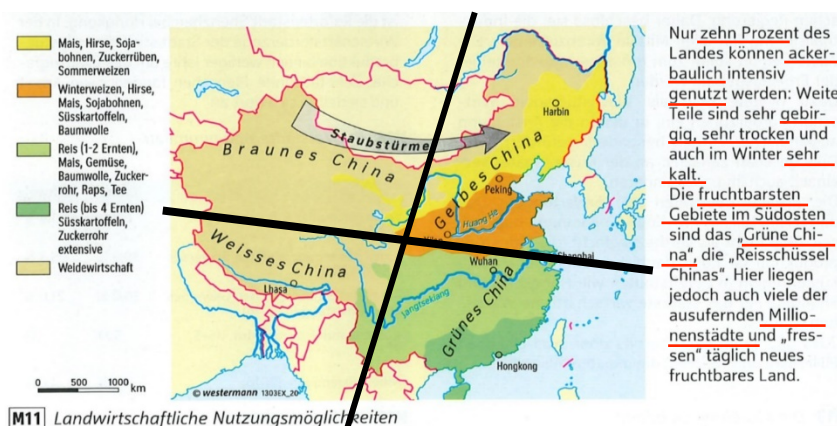 Mais, Hirse, Soja-
bohnen, Zuckerrüben,
Sommerweizen
Winterweizen, Hirse,
Mais, Sojabohnen,
Süsskartoffeln,
Baumwolle
Reis (1-2 Ernten),
Mais, Gemüse,
Baumwolle, Zucker-
rohr, Raps, Tee
Reis (bis 4 Ernten)
Süsskartoffeln,
Zuckerrohr
extensive
Weidewirtschaft
0 500 1000 km
Staubstürme
Braunes China
Gelbes China
Harbin
Peking
Huang He
Weisses China
Lhasa
Wuhan
Shanghai
Jangtsekiang
Grünes China
Hongkong
© westermann 1303EX_20
M11 Landwirtschaftliche Nutzungsmöglichkeiten
Nur zehn Prozent des
Landes können acker-
baulich intensiv
genutzt werden: Weite
Teile sind sehr gebir-
gig, sehr trocken und
auch im Winter sehr
kalt.
Die fruchtbarsten
Gebiete im Südosten
sind das „Grüne Chi-
na“, die „Reisschüssel
Chinas“. Hier liegen
jedoch auch viele der
ausufernden Millio-
nenstädte und „fres-
sen“ täglich neues
fruchtbares Land.